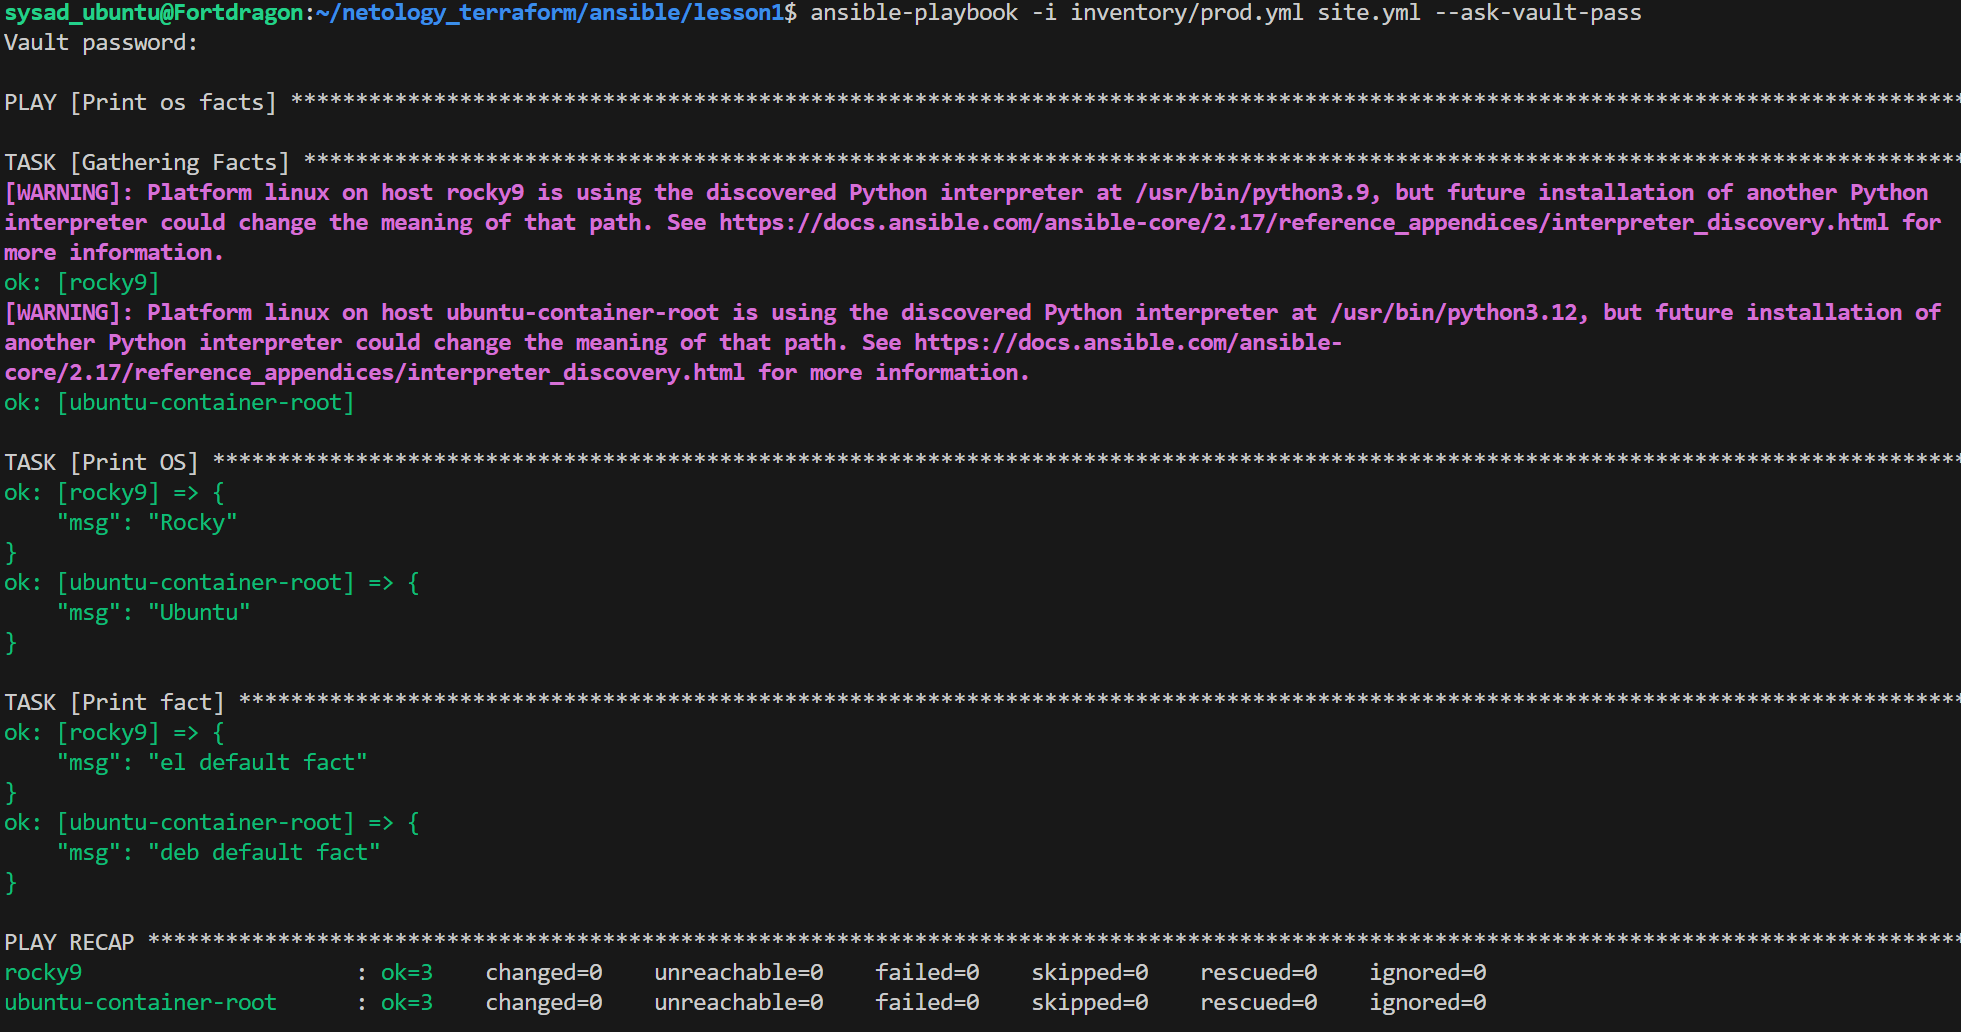 sysad_ubuntu@Fortdragon:~/netology_terraform/ansible/lesson1$ ansible-playbook -i inventory/prod.yml site.yml --ask-vault-pass
Vault password:
PLAY [Print os facts] *********************************************************************************************************************************
TASK [Gathering Facts] ********************************************************************************************************************************
[WARNING]: Platform linux on host rocky9 is using the discovered Python interpreter at /usr/bin/python3.9, but future installation of another Python
interpreter could change the meaning of that path. See https://docs.ansible.com/ansible-core/2.17/reference_appendices/interpreter_discovery.html for
more information.
ok: [rocky9]
[WARNING]: Platform linux on host ubuntu-container-root is using the discovered Python interpreter at /usr/bin/python3.12, but future installation of
another Python interpreter could change the meaning of that path. See https://docs.ansible.com/ansible-
core/2.17/reference_appendices/interpreter_discovery.html for more information.
ok: [ubuntu-container-root]
TASK [Print OS] ***************************************************************************************************************************************
ok: [rocky9] => {
    "msg": "Rocky"
}
ok: [ubuntu-container-root] => {
    "msg": "Ubuntu"
}
TASK [Print fact] *************************************************************************************************************************************
ok: [rocky9] => {
    "msg": "el default fact"
}
ok: [ubuntu-container-root] => {
    "msg": "deb default fact"
}
PLAY RECAP ********************************************************************************************************************************************
rocky9                     : ok=3    changed=0    unreachable=0    failed=0    skipped=0    rescued=0    ignored=0
ubuntu-container-root      : ok=3    changed=0    unreachable=0    failed=0    skipped=0    rescued=0    ignored=0